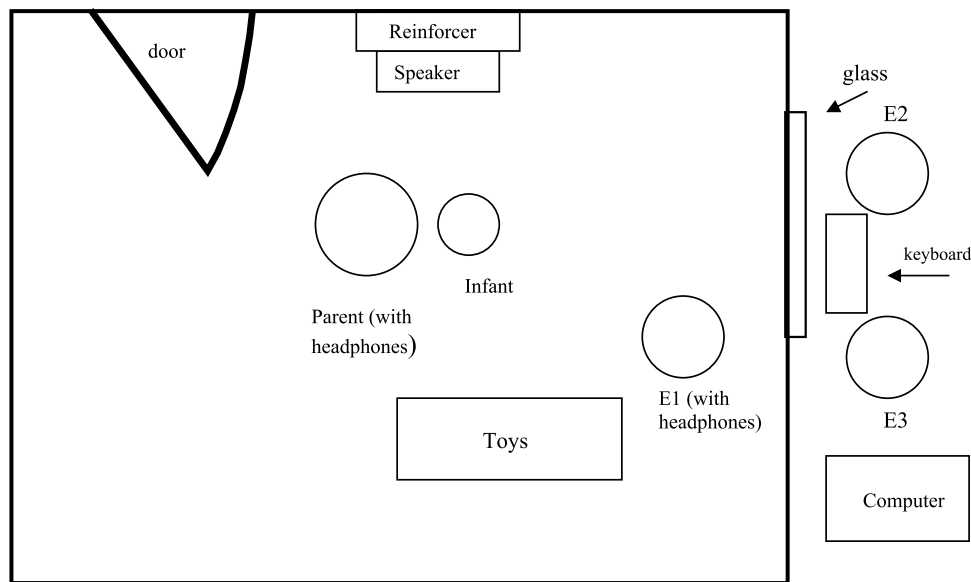 door
Reinforcer
Speaker
glass
E2
keyboard
Infant
Parent (with
headphones)
E1 (with
headphones)
E3
Toys
Computer